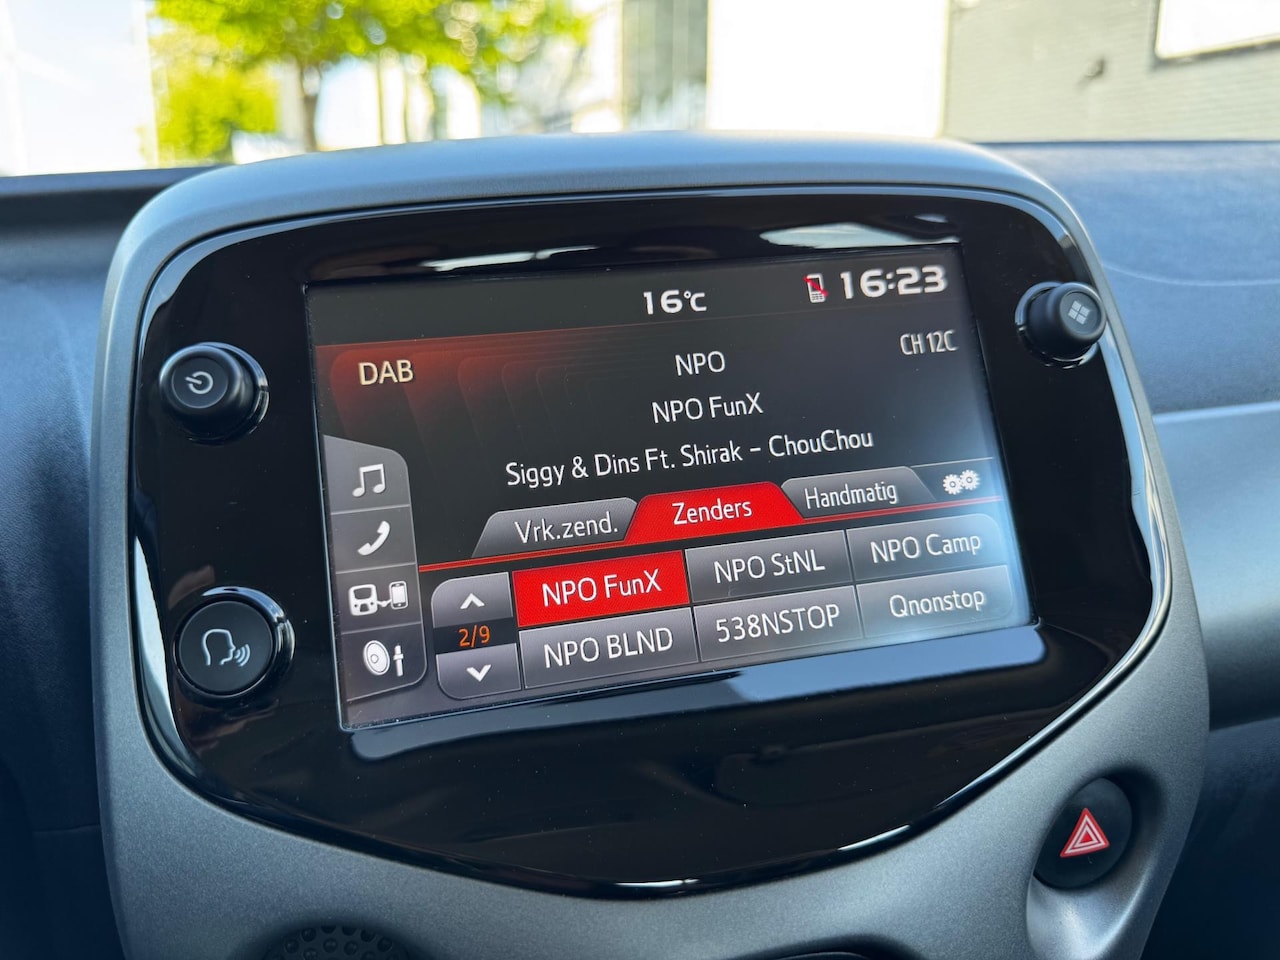 16°C 16:23
DAB NPO CH 12C
NPO FunX
Siggy & Dins Ft. Shirak - ChouChou
Vrk.zend. Zenders Handmatig
NPO FunX NPO StNL NPO Camp
2/9
NPO BLND 538NSTOP Qnonstop